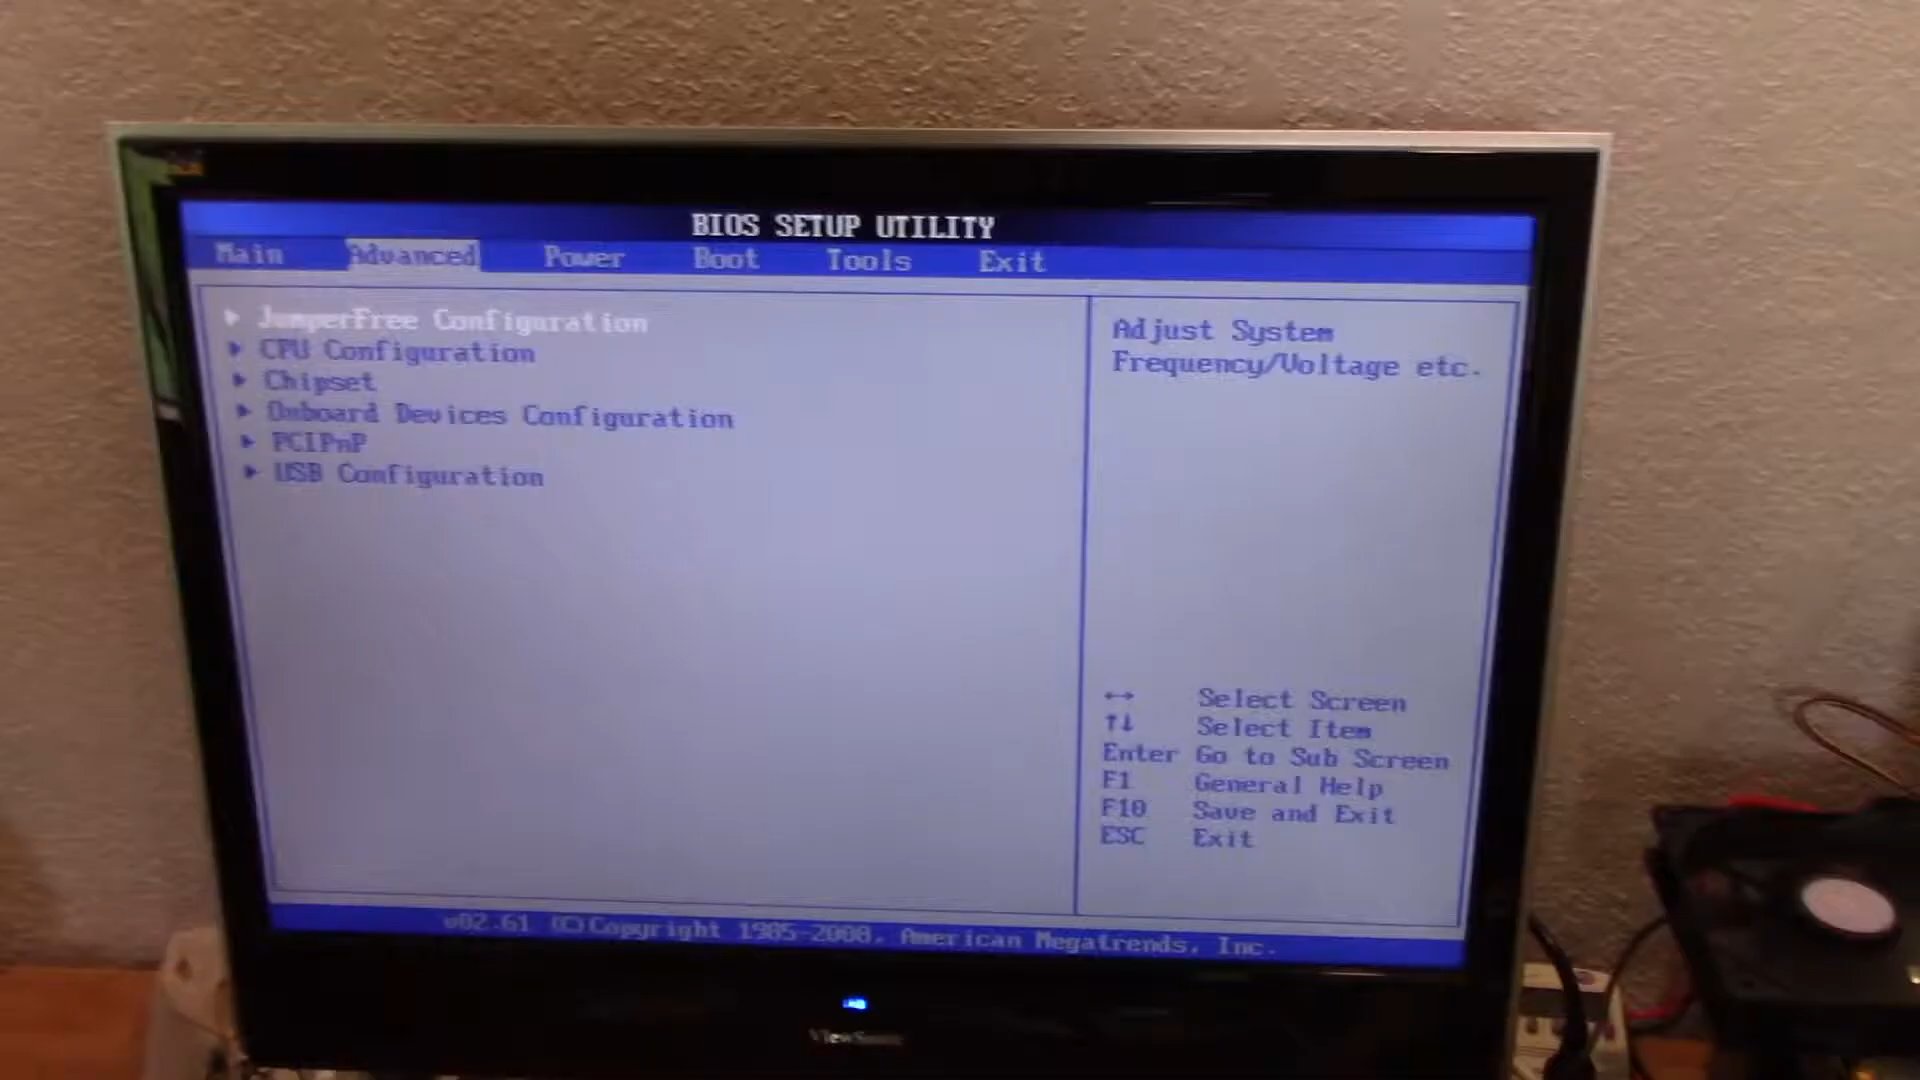 BIOS SETUP UTILITY
Main Advanced Power Boot Tools Exit
JumperFree Configuration
CPU Configuration
Chipset
Onboard Devices Configuration
PCIPnP
USB Configuration
Adjust System
Frequency/Voltage etc.
↔ Select Screen
↑↓ Select Item
Enter Go to Sub Screen
F1 General Help
F10 Save and Exit
ESC Exit
v02.61 (C)Copyright 1985-2008, American Megatrends, Inc.
ViewSonic